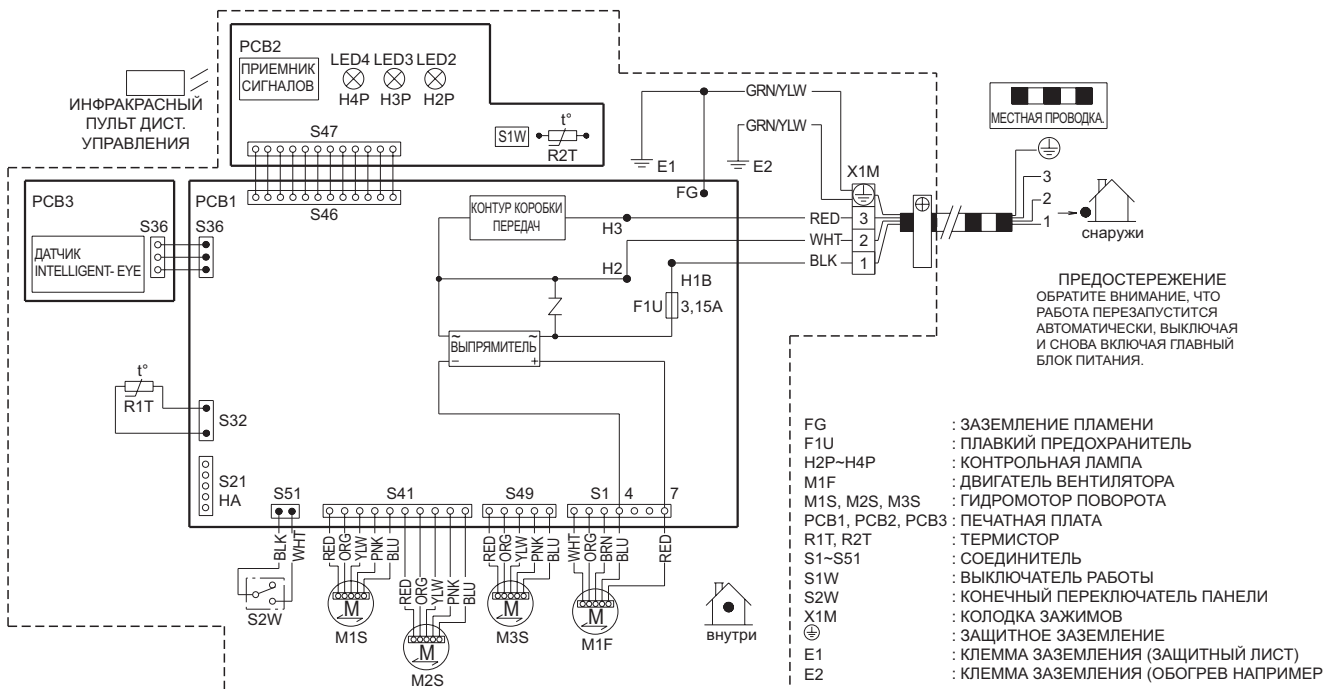 PCB2
ПРИЕМНИК
СИГНАЛОВ
LED4 LED3 LED2
H4P H3P H2P
ИНФРАКРАСНЫЙ
ПУЛЬТ ДИСТ.
УПРАВЛЕНИЯ
S47
S1W
t°
R2T
GRN/YLW
GRN/YLW
E1
E2
МЕСТНАЯ ПРОВОДКА.
PCB3
ДАТЧИК
INTELLIGENT- EYE
S36
S36
PCB1
S46
FG
КОНТУР КОРОБКИ
ПЕРЕДАЧ
H3
H2
H1B
F1U
3,15A
X1M
RED 3
WHT 2
BLK 1
3
2
1
снаружи
ВЫПРЯМИТЕЛЬ
~ ~
– +
ПРЕДОСТЕРЕЖЕНИЕ
ОБРАТИТЕ ВНИМАНИЕ, ЧТО
РАБОТА ПЕРЕЗАПУСТИТСЯ
АВТОМАТИЧЕСКИ, ВЫКЛЮЧАЯ
И СНОВА ВКЛЮЧАЯ ГЛАВНЫЙ
БЛОК ПИТАНИЯ.
t°
R1T
S32
S21
HA
S51
S41
S49
S1 4 7
BLK WHT
RED ORG YLW PNK BLU
RED ORG YLW PNK BLU
RED ORG YLW PNK BLU
WHT ORG BRN BLU RED
S2W
M
M1S
M
M2S
M
M3S
M
M1F
внутри
FG : ЗАЗЕМЛЕНИЕ ПЛАМЕНИ
F1U : ПЛАВКИЙ ПРЕДОХРАНИТЕЛЬ
H2P~H4P : КОНТРОЛЬНАЯ ЛАМПА
M1F : ДВИГАТЕЛЬ ВЕНТИЛЯТОРА
M1S, M2S, M3S : ГИДРОМОТОР ПОВОРОТА
PCB1, PCB2, PCB3 : ПЕЧАТНАЯ ПЛАТА
R1T, R2T : ТЕРМИСТОР
S1~S51 : СОЕДИНИТЕЛЬ
S1W : ВЫКЛЮЧАТЕЛЬ РАБОТЫ
S2W : КОНЕЧНЫЙ ПЕРЕКЛЮЧАТЕЛЬ ПАНЕЛИ
X1M : КОЛОДКА ЗАЖИМОВ
: ЗАЩИТНОЕ ЗАЗЕМЛЕНИЕ
E1 : КЛЕММА ЗАЗЕМЛЕНИЯ (ЗАЩИТНЫЙ ЛИСТ)
E2 : КЛЕММА ЗАЗЕМЛЕНИЯ (ОБОГРЕВ НАПРИМЕР